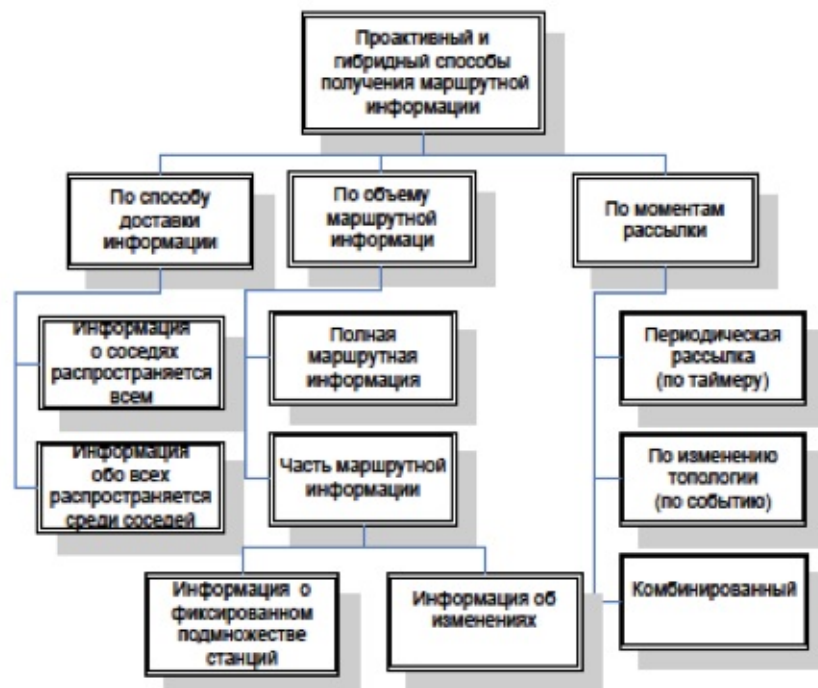 Проактивный и
гибридный способы
получения маршрутной
информации
По способу
доставки
информации
По объему
маршрутной
информаци
По моментам
рассылки
Информация
о соседях
распространяется
всем
Полная
маршрутная
информация
Периодическая
рассылка
(по таймеру)
Информация
обо всех
распространяется
среди соседей
Часть маршрутной
информации
По изменению
топологии
(по событию)
Информация о
фиксированном
подмножестве
станций
Информация об
изменениях
Комбинированный